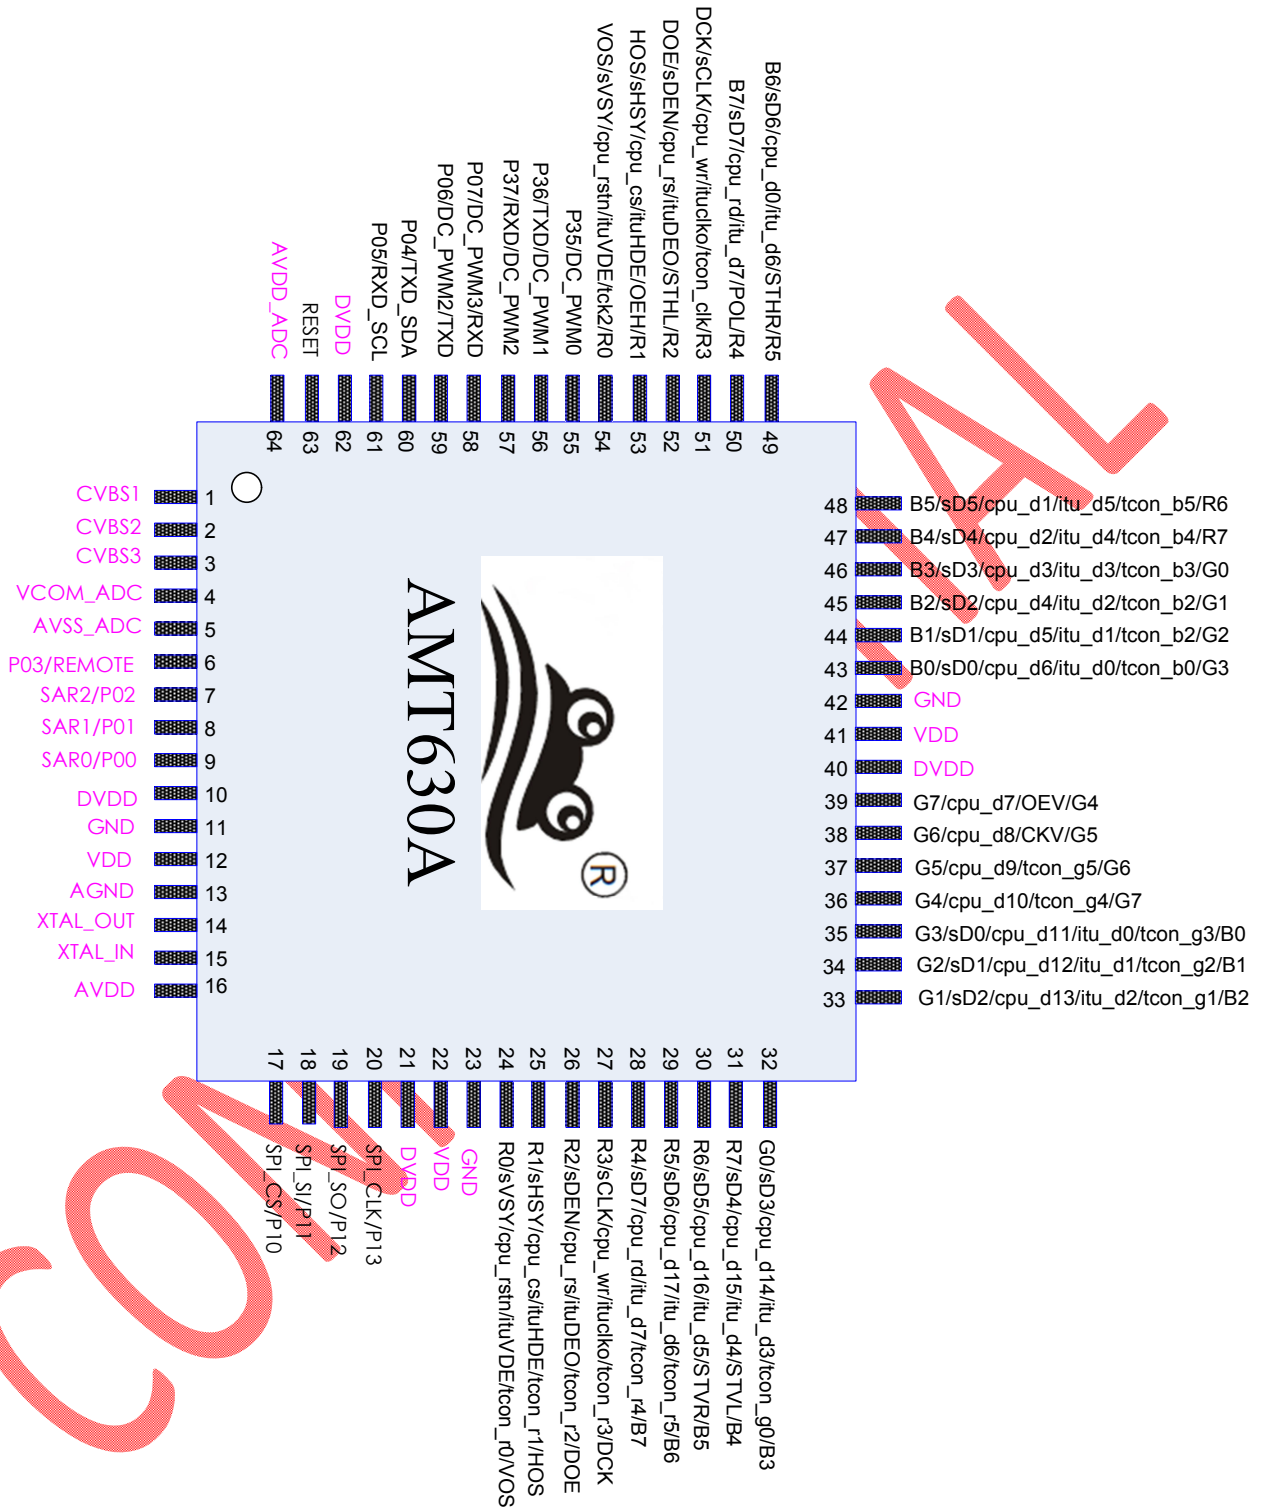 B6/sD6/cpu_d0/itu_d6/STHR/R5
B7/sD7/cpu_rd/itu_d7/POL/R4
DCK/sCLK/cpu_wr/ituclko/tcon_clk/R3
DOE/sDEN/cpu_rs/ituDEO/STHL/R2
HOS/sHSY/cpu_cs/ituHDE/OEH/R1
VOS/sVSY/cpu_rstn/ituVDE/tck2/R0
P35/DC_PWM0
P36/TXD/DC_PWM1
P37/RXD/DC_PWM2
P07/DC_PWM3/RXD
P06/DC_PWM2/TXD
P04/TXD_SDA
P05/RXD_SCL
DVDD
RESET
AVDD_ADC
64
63
62
61
60
59
58
57
56
55
54
53
52
51
50
49
CVBS1 1
CVBS2 2
CVBS3 3
VCOM_ADC 4
AVSS_ADC 5
P03/REMOTE 6
SAR2/P02 7
SAR1/P01 8
SAR0/P00 9
DVDD 10
GND 11
VDD 12
AGND 13
XTAL_OUT 14
XTAL_IN 15
AVDD 16
AMT630A
®
48 B5/sD5/cpu_d1/itu_d5/tcon_b5/R6
47 B4/sD4/cpu_d2/itu_d4/tcon_b4/R7
46 B3/sD3/cpu_d3/itu_d3/tcon_b3/G0
45 B2/sD2/cpu_d4/itu_d2/tcon_b2/G1
44 B1/sD1/cpu_d5/itu_d1/tcon_b2/G2
43 B0/sD0/cpu_d6/itu_d0/tcon_b0/G3
42 GND
41 VDD
40 DVDD
39 G7/cpu_d7/OEV/G4
38 G6/cpu_d8/CKV/G5
37 G5/cpu_d9/tcon_g5/G6
36 G4/cpu_d10/tcon_g4/G7
35 G3/sD0/cpu_d11/itu_d0/tcon_g3/B0
34 G2/sD1/cpu_d12/itu_d1/tcon_g2/B1
33 G1/sD2/cpu_d13/itu_d2/tcon_g1/B2
17 SPI_CS/P10
18 SPI_SI/P11
19 SPI_SO/P12
20 SPI_CLK/P13
21 DVDD
22 VDD
23 GND
24 R0/sVSY/cpu_rstn/ituVDE/tcon_r0/VOS
25 R1/sHSY/cpu_cs/ituHDE/tcon_r1/HOS
26 R2/sDEN/cpu_rs/ituDEO/tcon_r2/DOE
27 R3/sCLK/cpu_wr/ituclko/tcon_r3/DCK
28 R4/sD7/cpu_rd/itu_d7/tcon_r4/B7
29 R5/sD6/cpu_d17/itu_d6/tcon_r5/B6
30 R6/sD5/cpu_d16/itu_d5/STVR/B5
31 R7/sD4/cpu_d15/itu_d4/STVL/B4
32 G0/sD3/cpu_d14/itu_d3/tcon_g0/B3